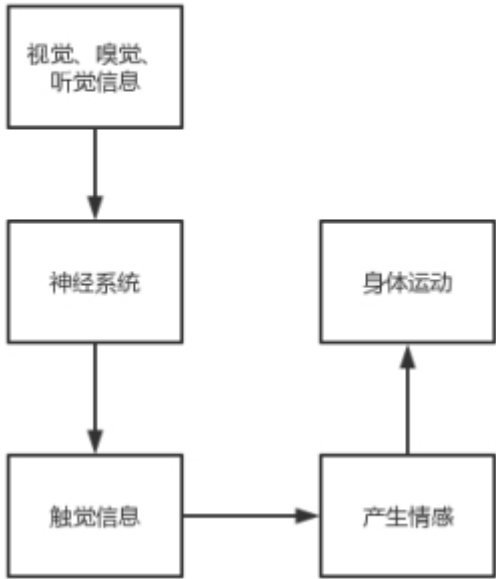 视觉、嗅觉、
听觉信息
神经系统
触觉信息
产生情感
身体运动